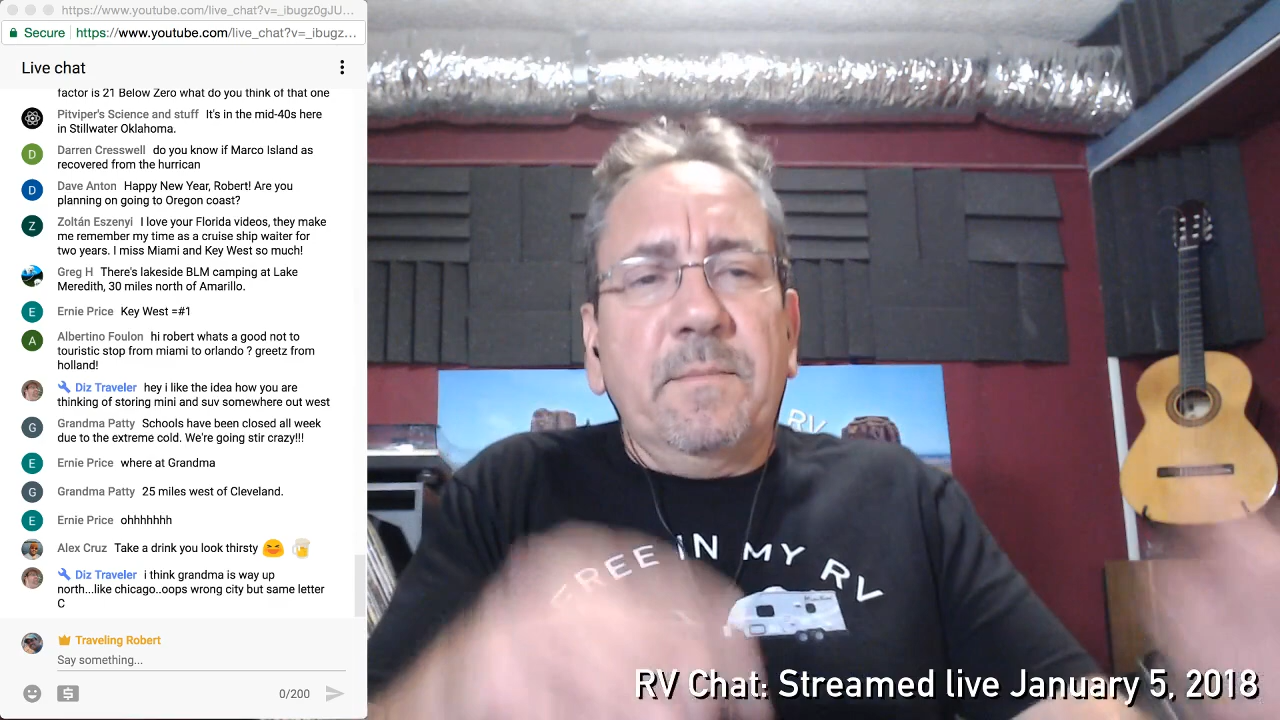 https://www.youtube.com/live_chat?v=_ibugz0gJU...
Secure https://www.youtube.com/live_chat?v=_ibugz...
Live chat
factor is 21 Below Zero what do you think of that one
Pitviper's Science and stuff It's in the mid-40s here
in Stillwater Oklahoma.
D
Darren Cresswell do you know if Marco Island as
recovered from the hurrican
D
Dave Anton Happy New Year, Robert! Are you
planning on going to Oregon coast?
Z
Zoltán Eszenyi I love your Florida videos, they make
me remember my time as a cruise ship waiter for
two years. I miss Miami and Key West so much!
Greg H There's lakeside BLM camping at Lake
Meredith, 30 miles north of Amarillo.
E
Ernie Price Key West =#1
A
Albertino Foulon hi robert whats a good not to
touristic stop from miami to orlando ? greetz from
holland!
Diz Traveler hey i like the idea how you are
thinking of storing mini and suv somewhere out west
G
Grandma Patty Schools have been closed all week
due to the extreme cold. We're going stir crazy!!!
E
Ernie Price where at Grandma
G
Grandma Patty 25 miles west of Cleveland.
E
Ernie Price ohhhhhhh
Alex Cruz Take a drink you look thirsty
Diz Traveler i think grandma is way up
north...like chicago..oops wrong city but same letter
C
Traveling Robert
Say something...
0/200
RV
FREE IN MY RV
RV Chat: Streamed live January 5, 2018